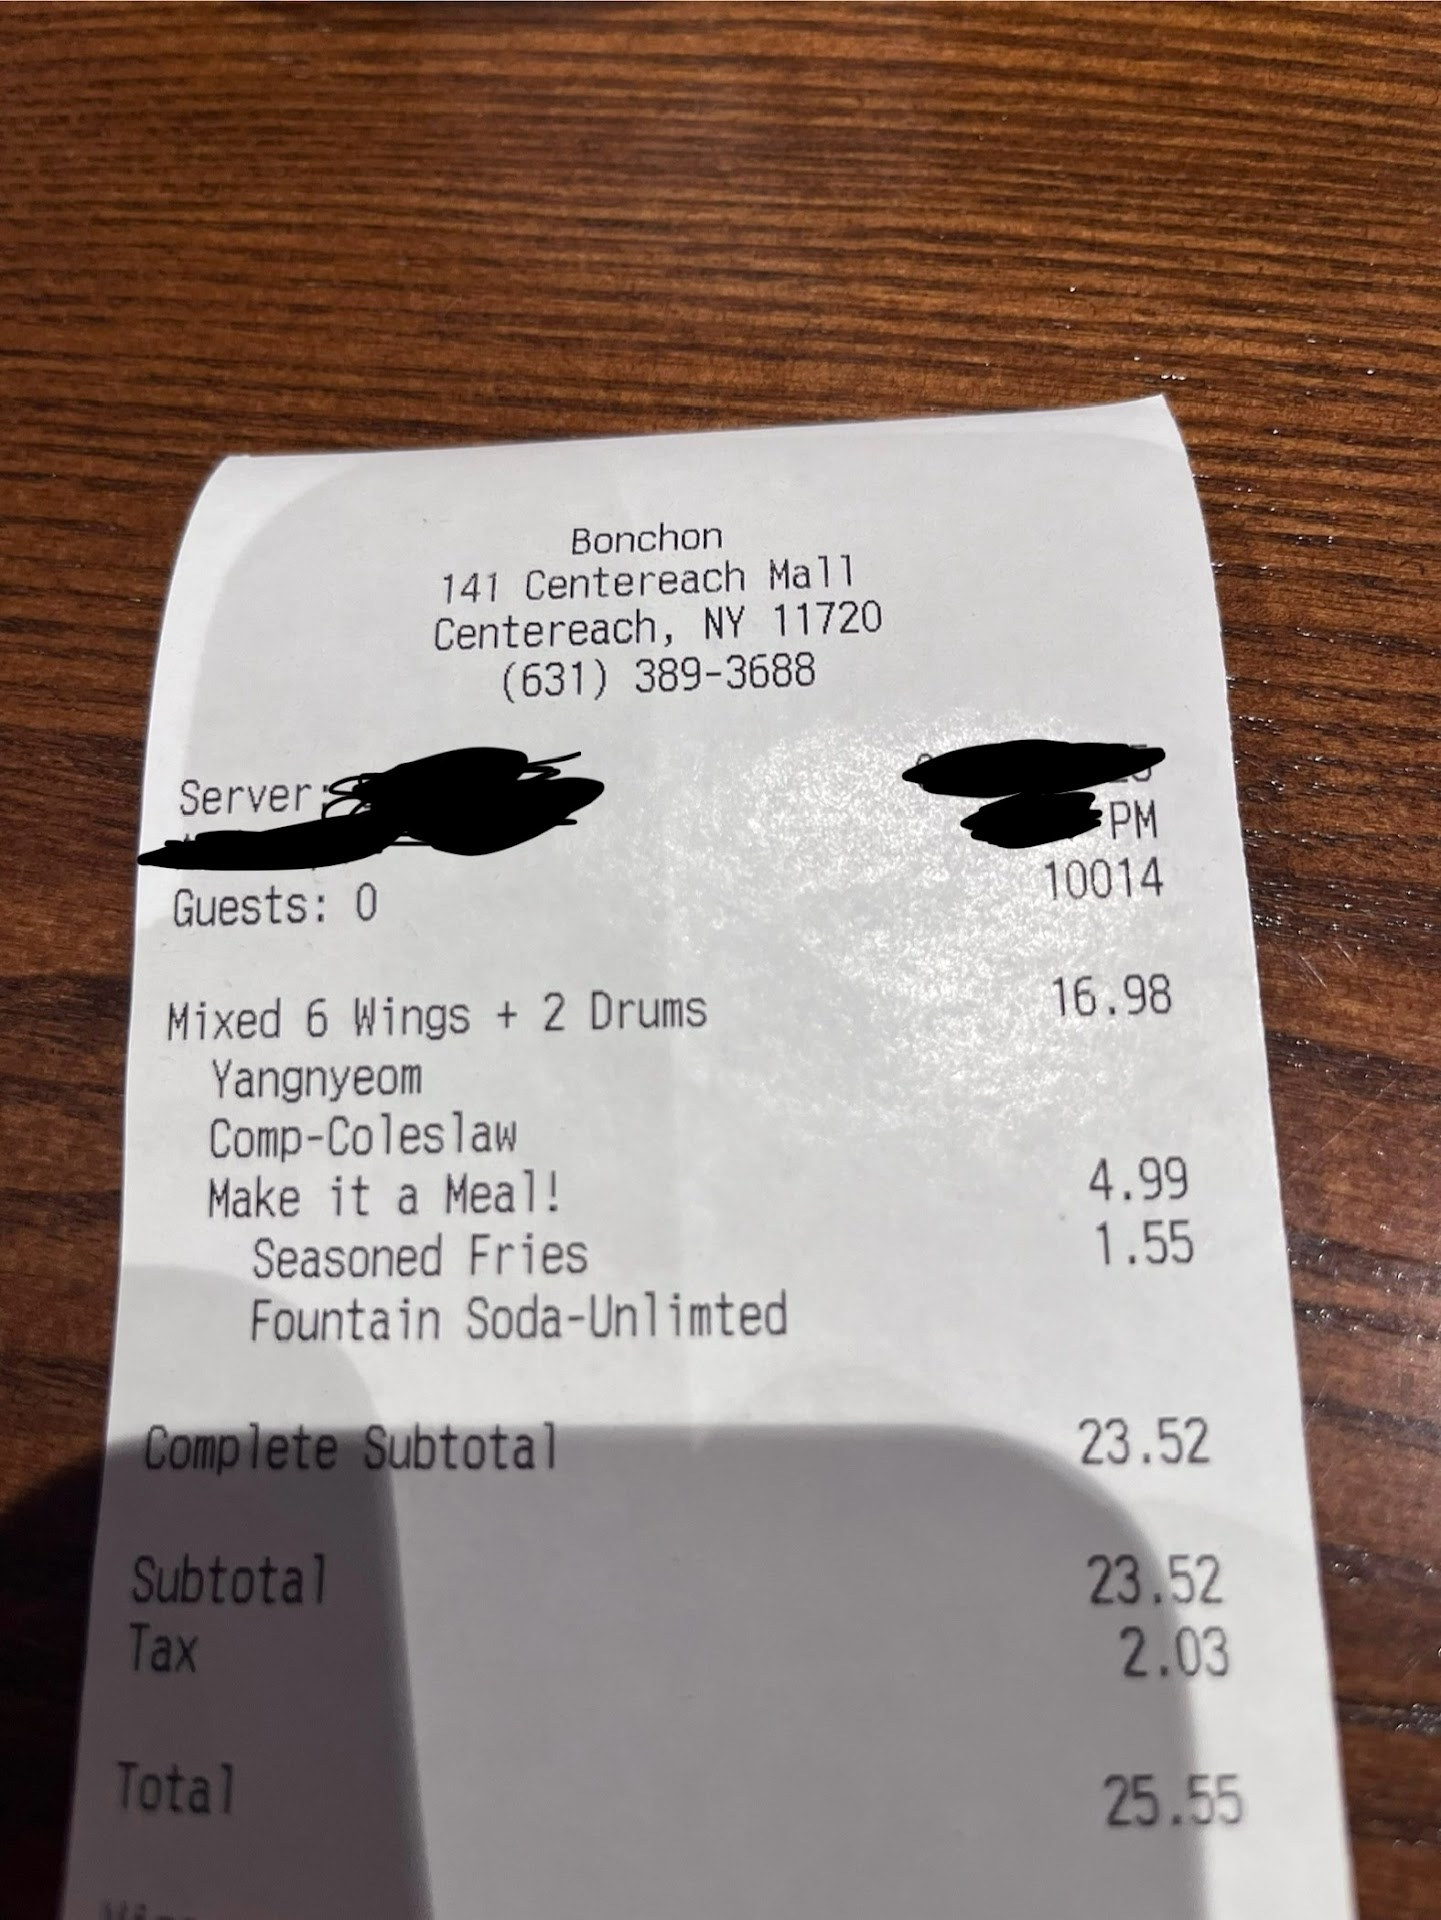 Bonchon
141 Centereach Mall
Centereach, NY 11720
(631) 389-3688
Server:
PM
Guests: 0 10014
Mixed 6 Wings + 2 Drums 16.98
Yangnyeom
Comp-Coleslaw
Make it a Meal! 4.99
Seasoned Fries 1.55
Fountain Soda-Unlimted
Complete Subtotal 23.52
Subtotal 23.52
Tax 2.03
Total 25.55